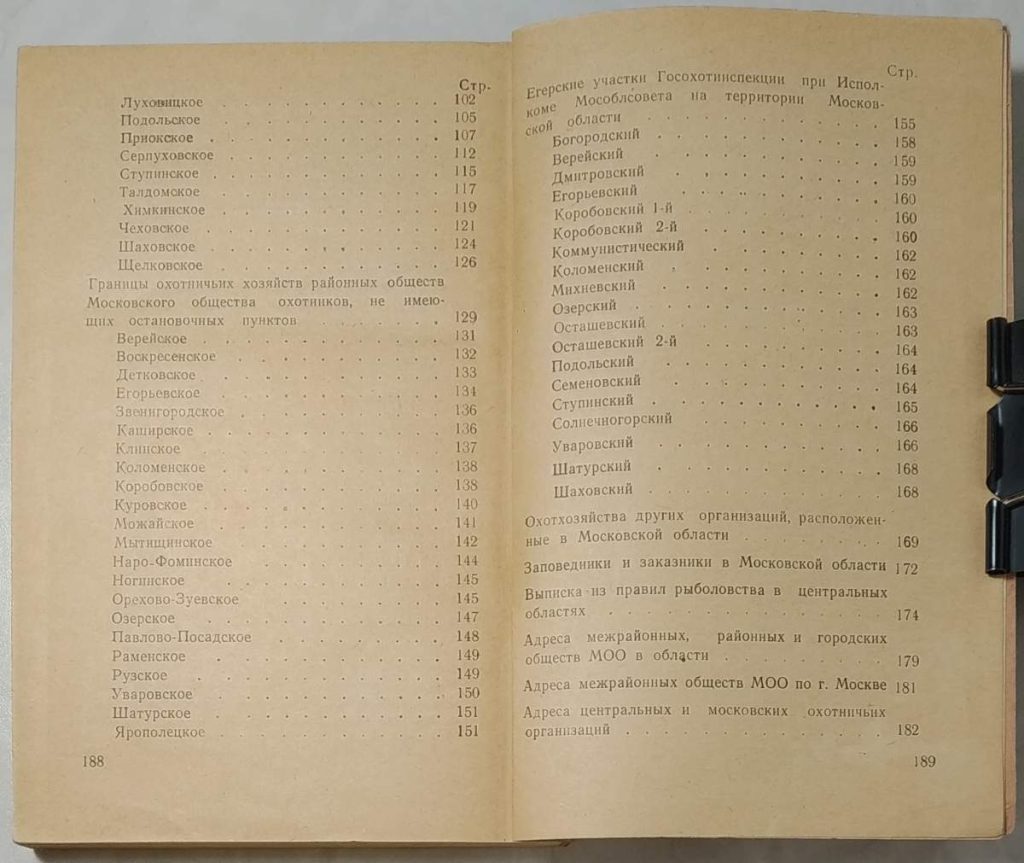 Стр.
Луховицкое . . . . . . . . . . . 102
Подольское . . . . . . . . . . . 105
Приокское . . . . . . . . . . . 107
Серпуховское . . . . . . . . . . . 112
Ступинское . . . . . . . . . . . 115
Талдомское . . . . . . . . . . . 117
Химкинское . . . . . . . . . . . 119
Чеховское . . . . . . . . . . . 121
Шаховское . . . . . . . . . . . 124
Щелковское . . . . . . . . . . . 126
Границы охотничьих хозяйств районных обществ
Московского общества охотников, не имею-
щих остановочных пунктов . . . . . . . . 129
Верейское . . . . . . . . . . . 131
Воскресенское . . . . . . . . . . . 132
Детковское . . . . . . . . . . . 133
Егорьевское . . . . . . . . . . . 134
Звенигородское . . . . . . . . . . . 136
Каширское . . . . . . . . . . . 136
Клинское . . . . . . . . . . . 137
Коломенское . . . . . . . . . . . 138
Коробовское . . . . . . . . . . . 138
Куровское . . . . . . . . . . . 140
Можайское . . . . . . . . . . . 141
Мытищинское . . . . . . . . . . . 142
Наро-Фоминское . . . . . . . . . . 144
Ногинское . . . . . . . . . . . 145
Орехово-Зуевское . . . . . . . . . 145
Озерское . . . . . . . . . . . 147
Павлово-Посадское . . . . . . . . . 148
Раменское . . . . . . . . . . . 149
Рузское . . . . . . . . . . . 149
Уваровское . . . . . . . . . . . 150
Шатурское . . . . . . . . . . . 151
Ярополецкое . . . . . . . . . . . 151
188
Стр.
Егерские участки Госохотинспекции при Испол-
коме Мособлсовета на территории Москов-
ской области . . . . . . . . . . 155
Богородский . . . . . . . . . . 158
Верейский . . . . . . . . . . 159
Дмитровский . . . . . . . . . . 159
Егорьевский . . . . . . . . . . 160
Коробовский 1-й . . . . . . . . . . 160
Коробовский 2-й . . . . . . . . . . 160
Коммунистический . . . . . . . . . 162
Коломенский . . . . . . . . . . 162
Михневский . . . . . . . . . . 162
Озерский . . . . . . . . . . 163
Осташевский . . . . . . . . . . 163
Осташевский 2-й . . . . . . . . . . 164
Подольский . . . . . . . . . . 164
Семеновский . . . . . . . . . . 164
Ступинский . . . . . . . . . . 165
Солнечногорский . . . . . . . . . . 166
Уваровский . . . . . . . . . . 166
Шатурский . . . . . . . . . . 168
Шаховский . . . . . . . . . . 168
Охотхозяйства других организаций, расположен-
ные в Московской области . . . . . . . . 169
Заповедники и заказники в Московской области 172
Выписка из правил рыболовства в центральных
областях . . . . . . . . . . . . 174
Адреса межрайонных, районных и городских
обществ МОО в области . . . . . . . . 179
Адреса межрайонных обществ МОО по г. Москве 181
Адреса центральных и московских охотничьих
организаций . . . . . . . . . . . 182
189